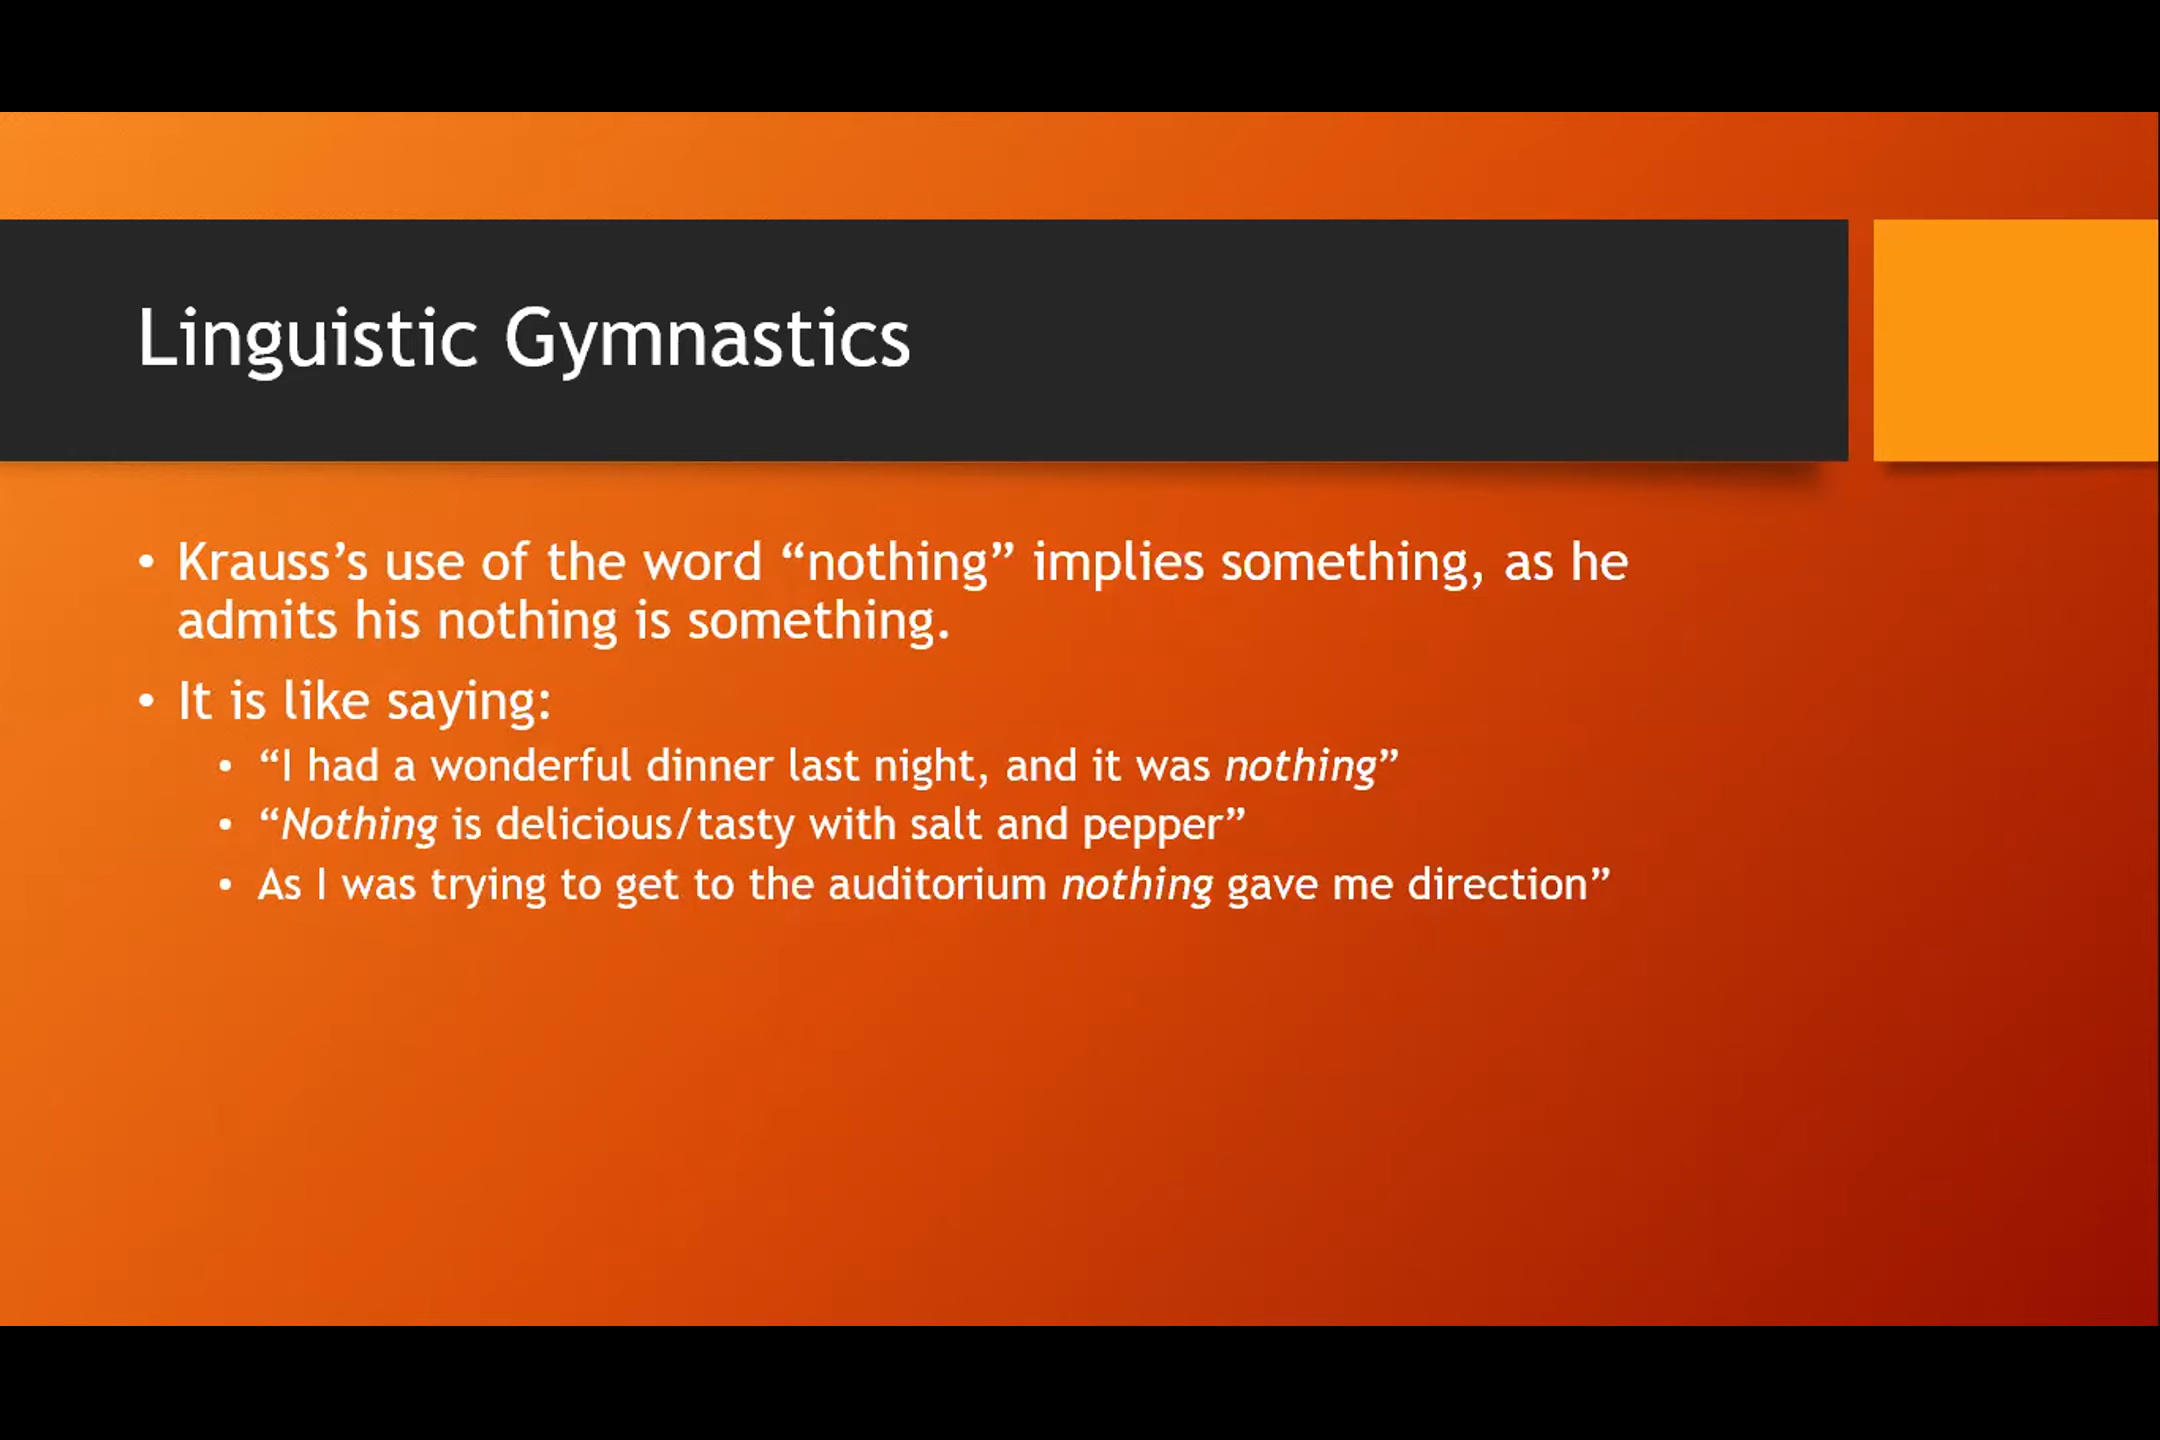 Linguistic Gymnastics
• Krauss’s use of the word “nothing” implies something, as he
admits his nothing is something.
• It is like saying:
• “I had a wonderful dinner last night, and it was nothing”
• “Nothing is delicious/tasty with salt and pepper”
• As I was trying to get to the auditorium nothing gave me direction”